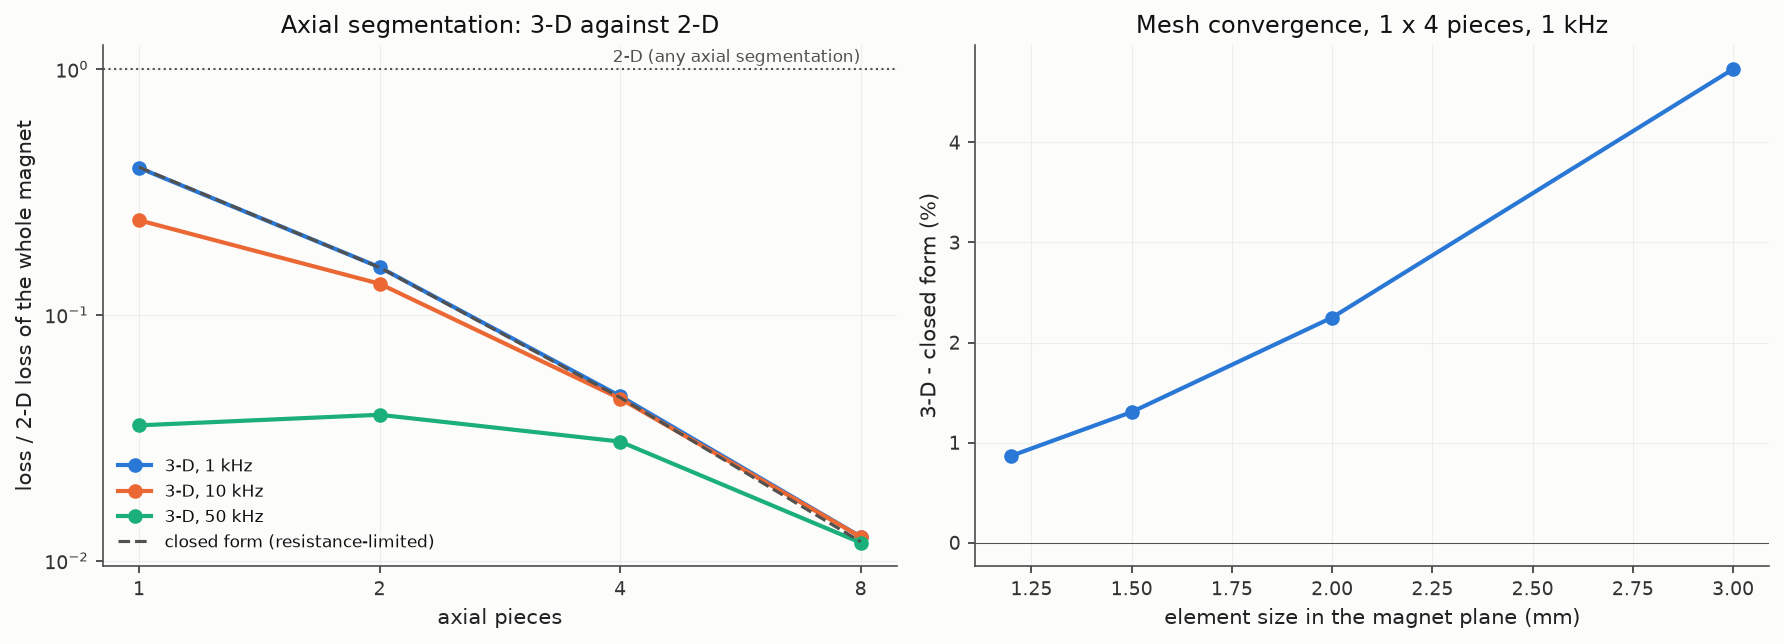 Axial segmentation: 3-D against 2-D
2-D (any axial segmentation)
10⁰
10⁻¹
10⁻²
loss / 2-D loss of the whole magnet
3-D, 1 kHz
3-D, 10 kHz
3-D, 50 kHz
closed form (resistance-limited)
1 2 4 8
axial pieces
Mesh convergence, 1 x 4 pieces, 1 kHz
4
3
2
1
0
3-D - closed form (%)
1.25 1.50 1.75 2.00 2.25 2.50 2.75 3.00
element size in the magnet plane (mm)